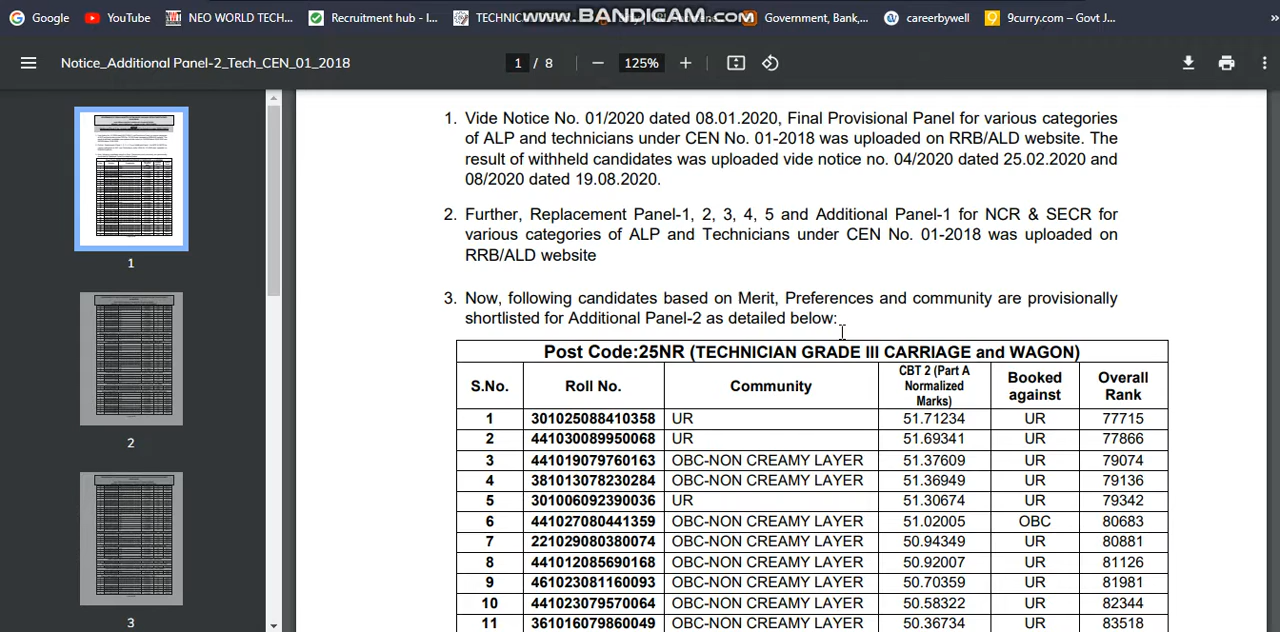 Google YouTube NEO WORLD TECH... Recruitment hub - I... TECHNIC www.BANDICAM.com Government, Bank,... careerbywell 9curry.com – Govt J... »
Notice_Additional Panel-2_Tech_CEN_01_2018 1 / 8 − 125% +
1. Vide Notice No. 01/2020 dated 08.01.2020, Final Provisional Panel for various categories
of ALP and technicians under CEN No. 01-2018 was uploaded on RRB/ALD website. The
result of withheld candidates was uploaded vide notice no. 04/2020 dated 25.02.2020 and
08/2020 dated 19.08.2020.
2. Further, Replacement Panel-1, 2, 3, 4, 5 and Additional Panel-1 for NCR & SECR for
various categories of ALP and Technicians under CEN No. 01-2018 was uploaded on
RRB/ALD website
3. Now, following candidates based on Merit, Preferences and community are provisionally
shortlisted for Additional Panel-2 as detailed below:
Post Code:25NR (TECHNICIAN GRADE III CARRIAGE and WAGON)
S.No. Roll No. Community CBT 2 (Part A Normalized Marks) Booked against Overall Rank
1 301025088410358 UR 51.71234 UR 77715
2 441030089950068 UR 51.69341 UR 77866
3 441019079760163 OBC-NON CREAMY LAYER 51.37609 UR 79074
4 381013078230284 OBC-NON CREAMY LAYER 51.36949 UR 79136
5 301006092390036 UR 51.30674 UR 79342
6 441027080441359 OBC-NON CREAMY LAYER 51.02005 OBC 80683
7 221029080380074 OBC-NON CREAMY LAYER 50.94349 UR 80881
8 441012085690168 OBC-NON CREAMY LAYER 50.92007 UR 81126
9 461023081160093 OBC-NON CREAMY LAYER 50.70359 UR 81981
10 441023079570064 OBC-NON CREAMY LAYER 50.58322 UR 82344
11 361016079860049 OBC-NON CREAMY LAYER 50.36734 UR 83518
1
2
3